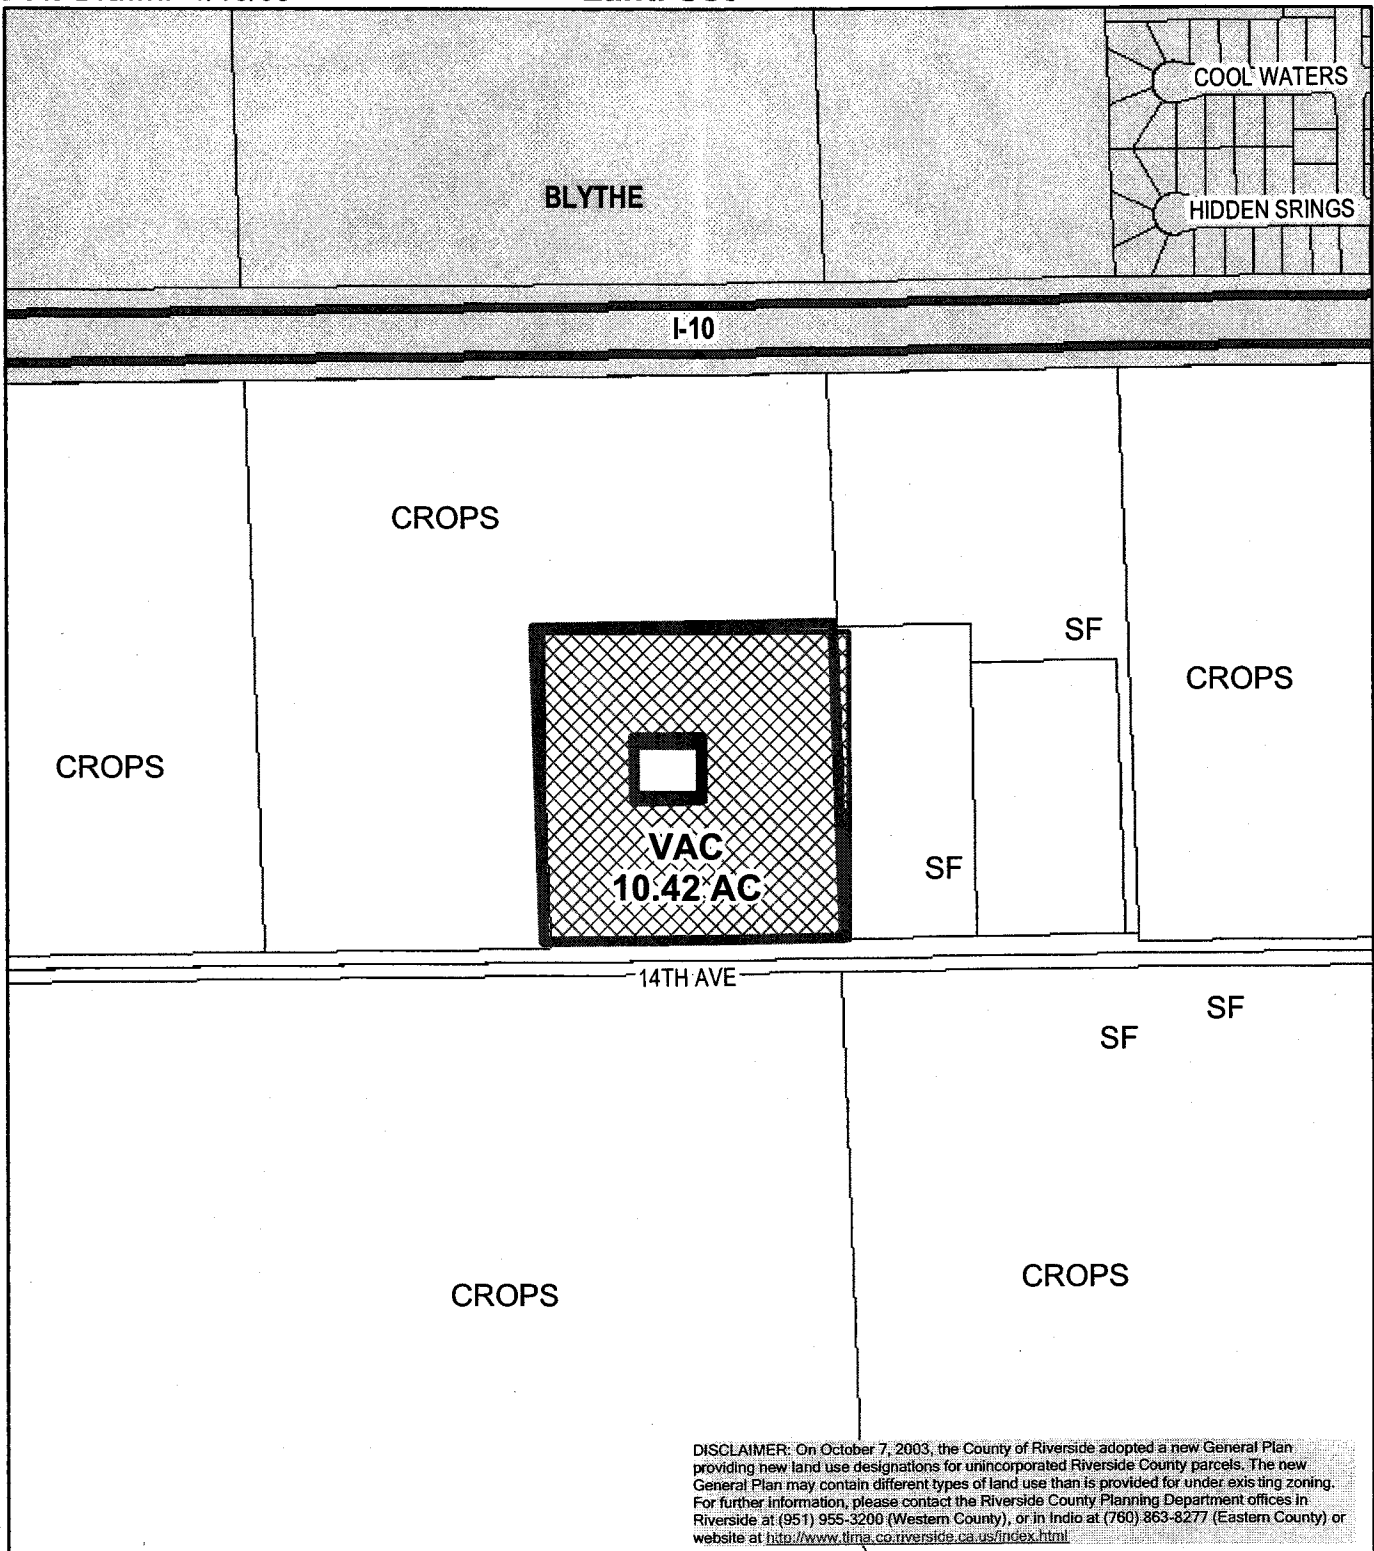 COOL WATERS
BLYTHE
HIDDEN SRINGS
I-10
CROPS
SF
CROPS
CROPS
VAC
10.42 AC
SF
14TH AVE
SF
SF
CROPS
CROPS
DISCLAIMER: On October 7, 2003, the County of Riverside adopted a new General Plan
providing new land use designations for unincorporated Riverside County parcels. The new
General Plan may contain different types of land use than is provided for under existing zoning.
For further information, please contact the Riverside County Planning Department offices in
Riverside at (951) 955-3200 (Western County), or in Indio at (760) 863-8277 (Eastern County) or
website at http://www.tlma.co.riverside.ca.us/index.html